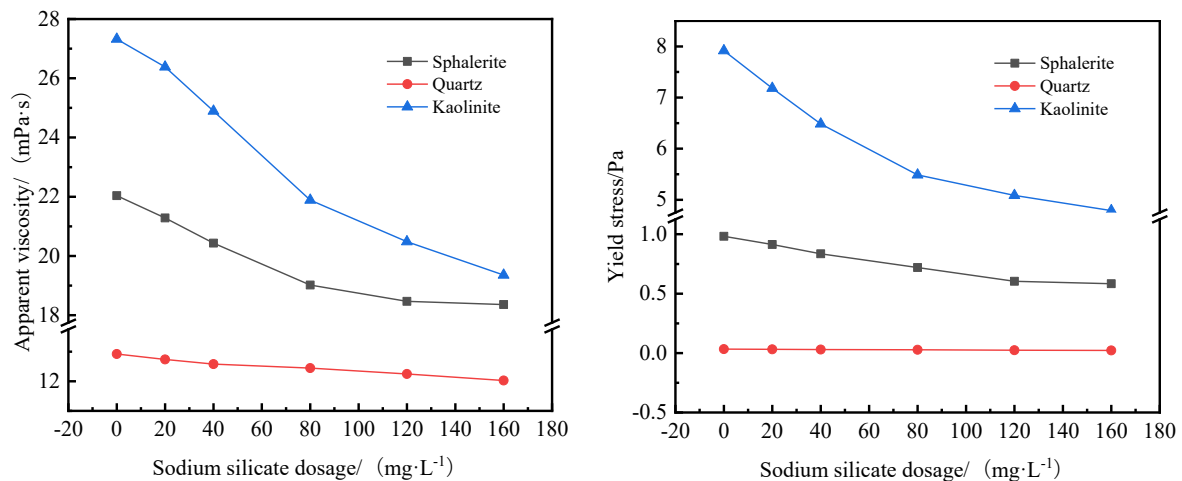 Apparent viscosity/（mPa·s）
28
26
24
22
20
18
12
Sphalerite
Quartz
Kaolinite
-20 0 20 40 60 80 100 120 140 160 180
Sodium silicate dosage/（mg·L⁻¹）
Yield stress/Pa
8
7
6
5
1.0
0.5
0.0
-0.5
Sphalerite
Quartz
Kaolinite
-20 0 20 40 60 80 100 120 140 160 180
Sodium silicate dosage/（mg·L⁻¹）